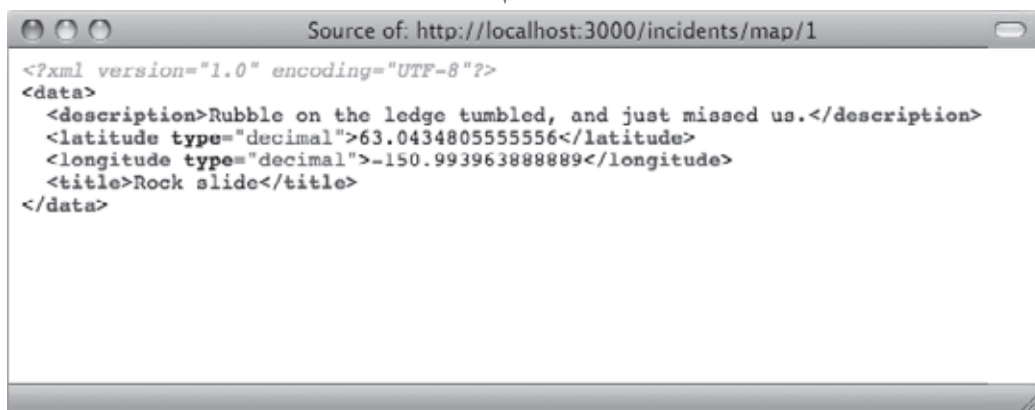 Source of: http://localhost:3000/incidents/map/1
<?xml version="1.0" encoding="UTF-8"?>
<data>
  <description>Rubble on the ledge tumbled, and just missed us.</description>
  <latitude type="decimal">63.0434805555556</latitude>
  <longitude type="decimal">-150.993963888889</longitude>
  <title>Rock slide</title>
</data>